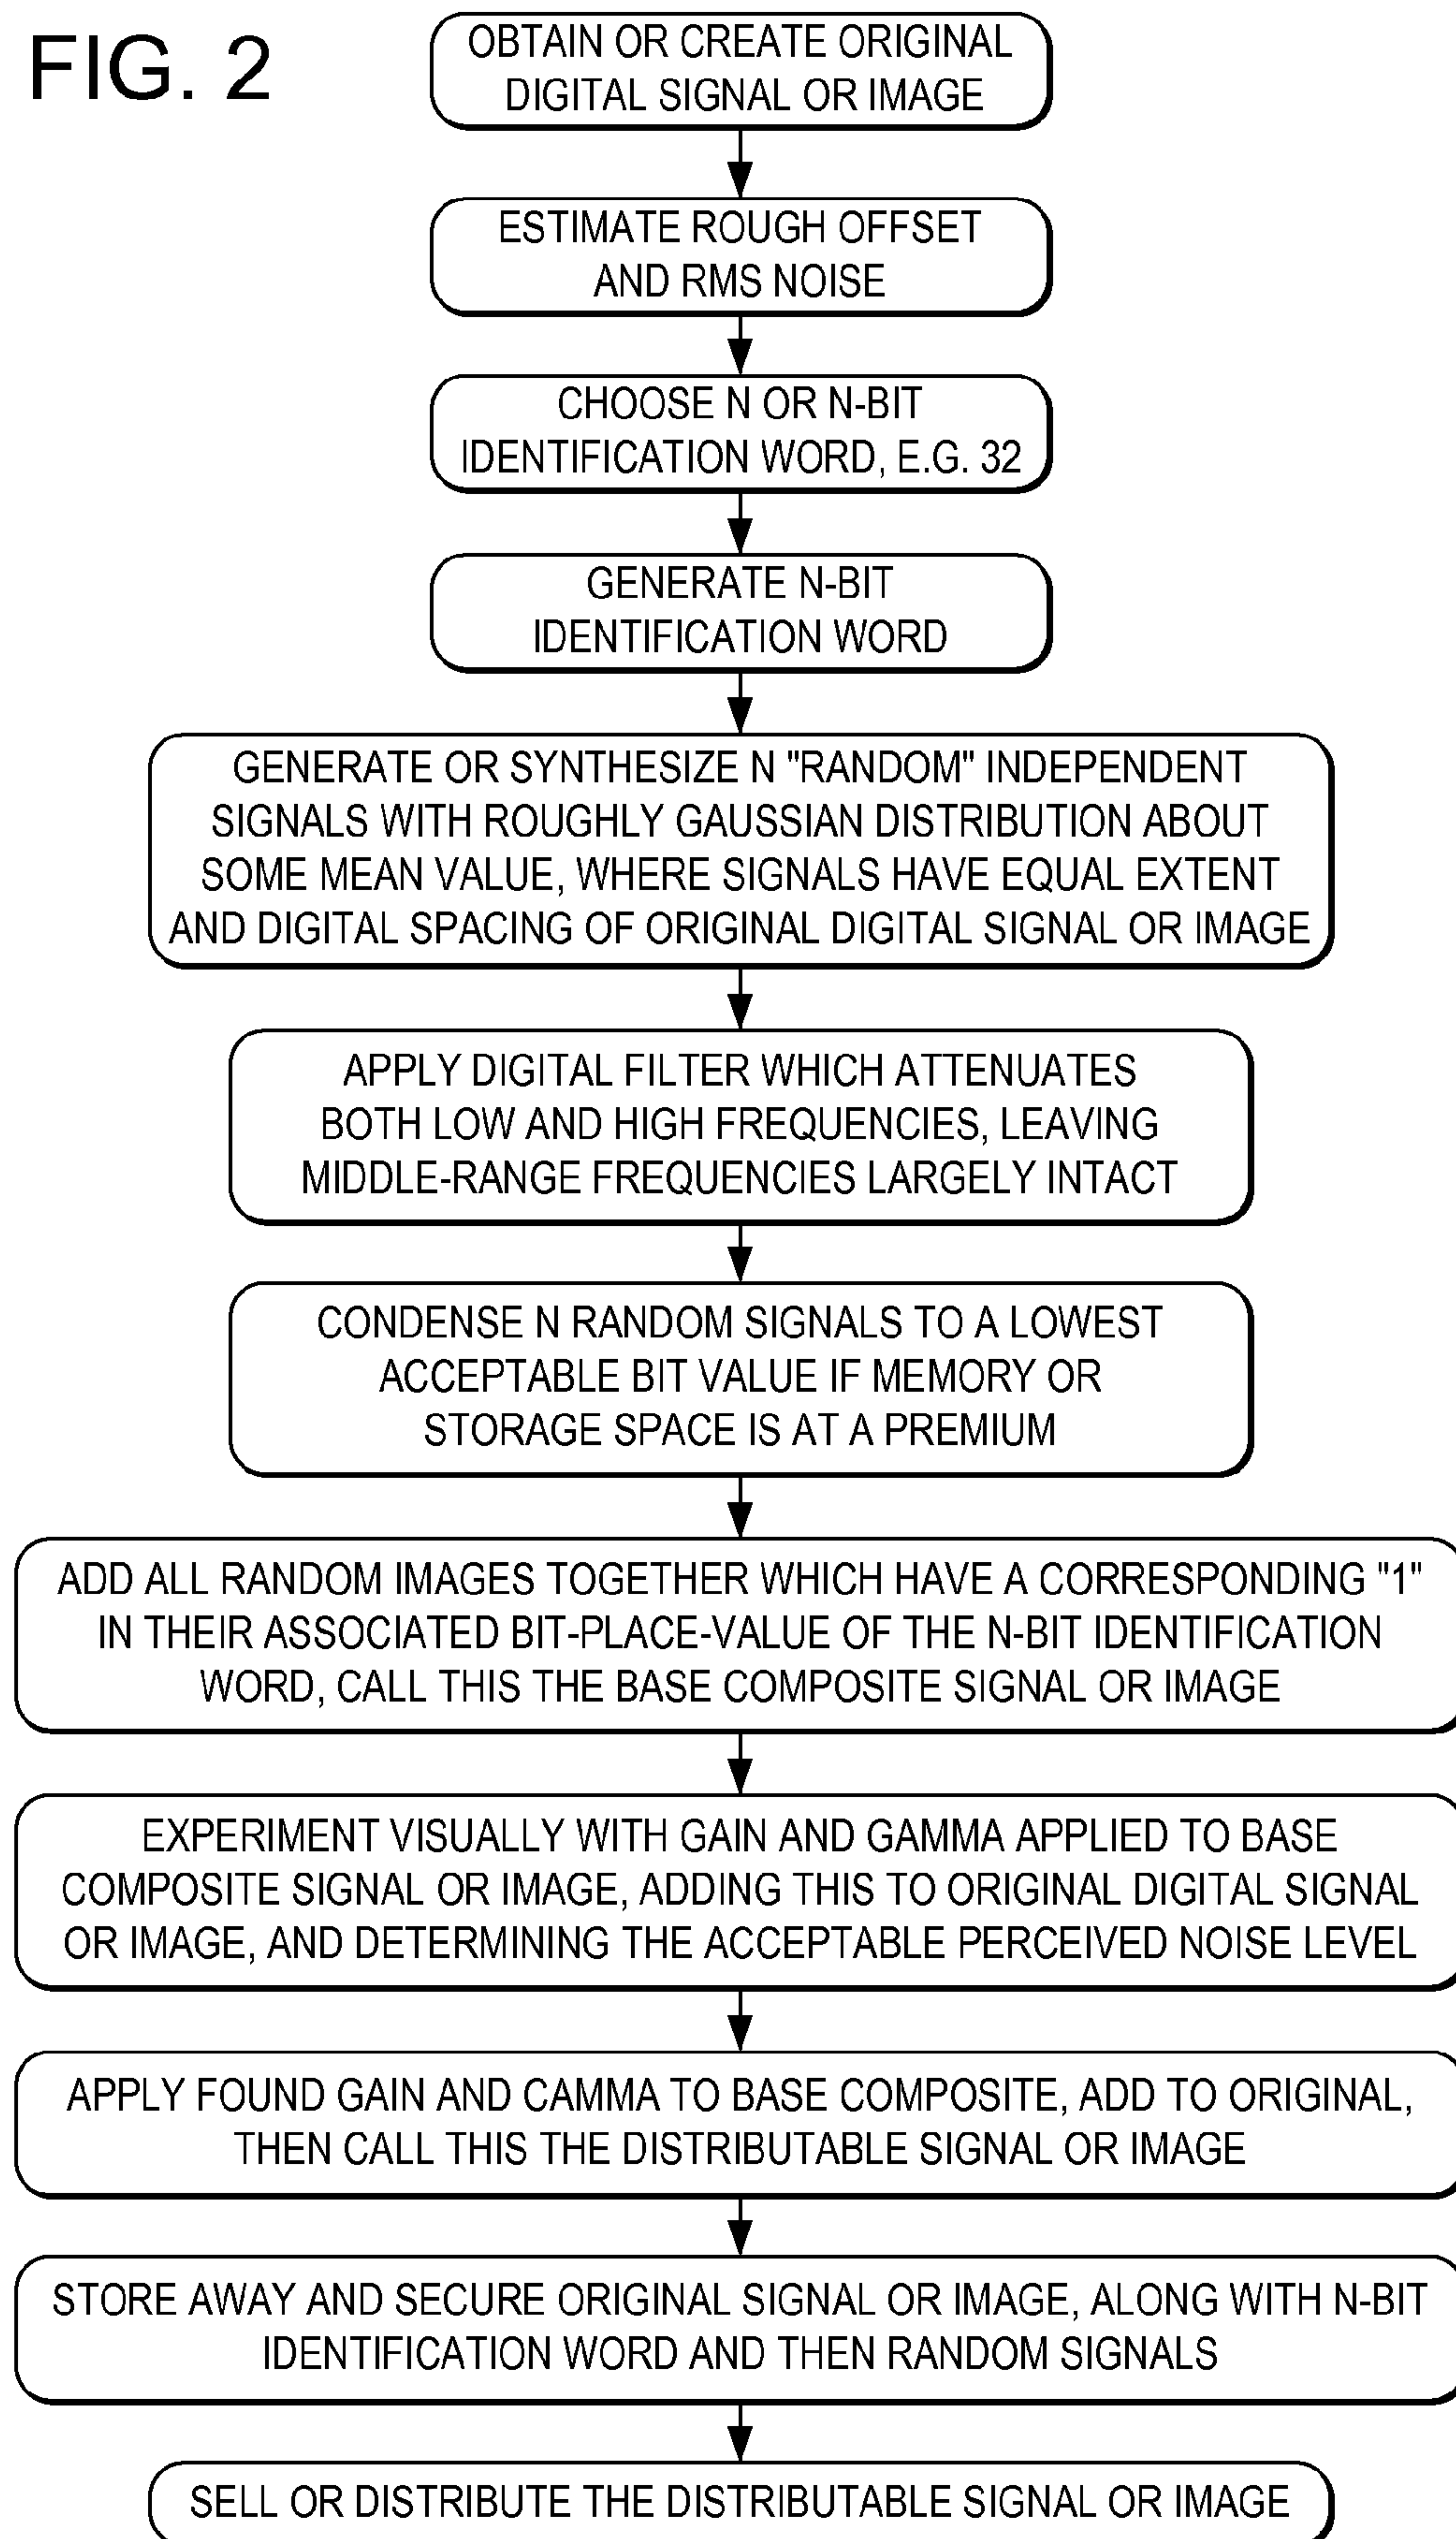 FIG. 2
OBTAIN OR CREATE ORIGINAL
DIGITAL SIGNAL OR IMAGE
ESTIMATE ROUGH OFFSET
AND RMS NOISE
CHOOSE N OR N-BIT
IDENTIFICATION WORD, E.G. 32
GENERATE N-BIT
IDENTIFICATION WORD
GENERATE OR SYNTHESIZE N "RANDOM" INDEPENDENT
SIGNALS WITH ROUGHLY GAUSSIAN DISTRIBUTION ABOUT
SOME MEAN VALUE, WHERE SIGNALS HAVE EQUAL EXTENT
AND DIGITAL SPACING OF ORIGINAL DIGITAL SIGNAL OR IMAGE
APPLY DIGITAL FILTER WHICH ATTENUATES
BOTH LOW AND HIGH FREQUENCIES, LEAVING
MIDDLE-RANGE FREQUENCIES LARGELY INTACT
CONDENSE N RANDOM SIGNALS TO A LOWEST
ACCEPTABLE BIT VALUE IF MEMORY OR
STORAGE SPACE IS AT A PREMIUM
ADD ALL RANDOM IMAGES TOGETHER WHICH HAVE A CORRESPONDING "1"
IN THEIR ASSOCIATED BIT-PLACE-VALUE OF THE N-BIT IDENTIFICATION
WORD, CALL THIS THE BASE COMPOSITE SIGNAL OR IMAGE
EXPERIMENT VISUALLY WITH GAIN AND GAMMA APPLIED TO BASE
COMPOSITE SIGNAL OR IMAGE, ADDING THIS TO ORIGINAL DIGITAL SIGNAL
OR IMAGE, AND DETERMINING THE ACCEPTABLE PERCEIVED NOISE LEVEL
APPLY FOUND GAIN AND CAMMA TO BASE COMPOSITE, ADD TO ORIGINAL,
THEN CALL THIS THE DISTRIBUTABLE SIGNAL OR IMAGE
STORE AWAY AND SECURE ORIGINAL SIGNAL OR IMAGE, ALONG WITH N-BIT
IDENTIFICATION WORD AND THEN RANDOM SIGNALS
SELL OR DISTRIBUTE THE DISTRIBUTABLE SIGNAL OR IMAGE